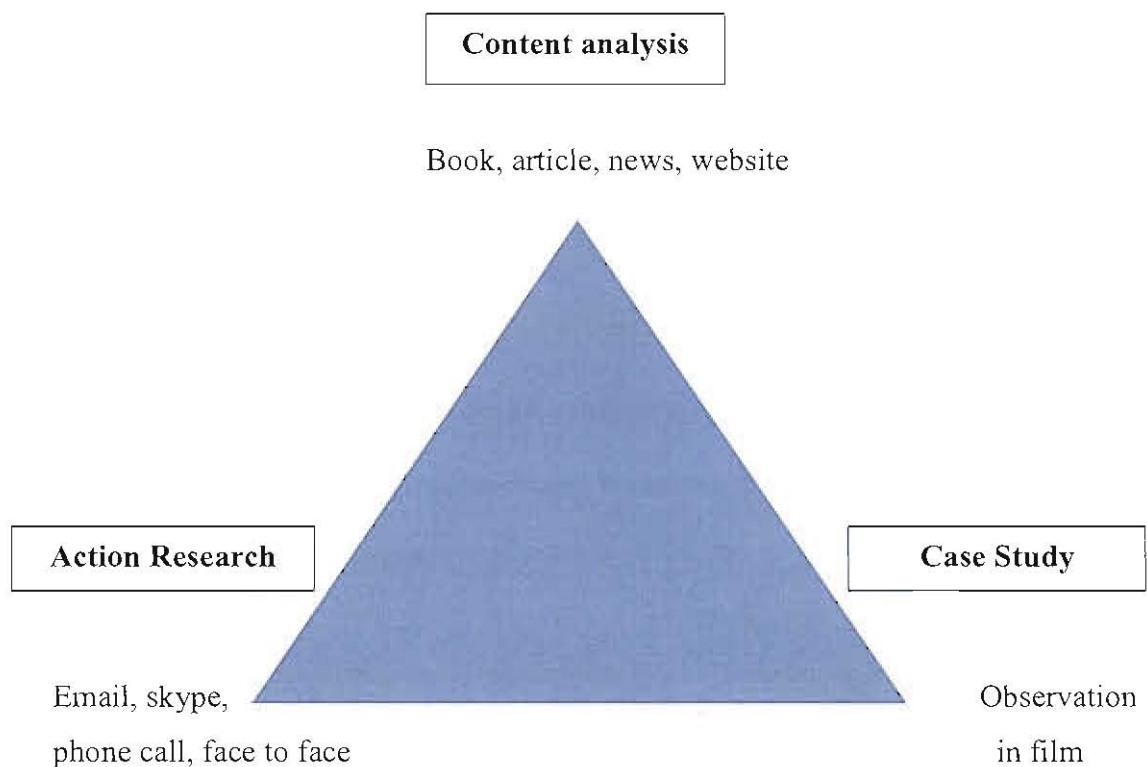 Content analysis
Book, article, news, website
Action Research
Case Study
Email, skype,
phone call, face to face
Observation
in film